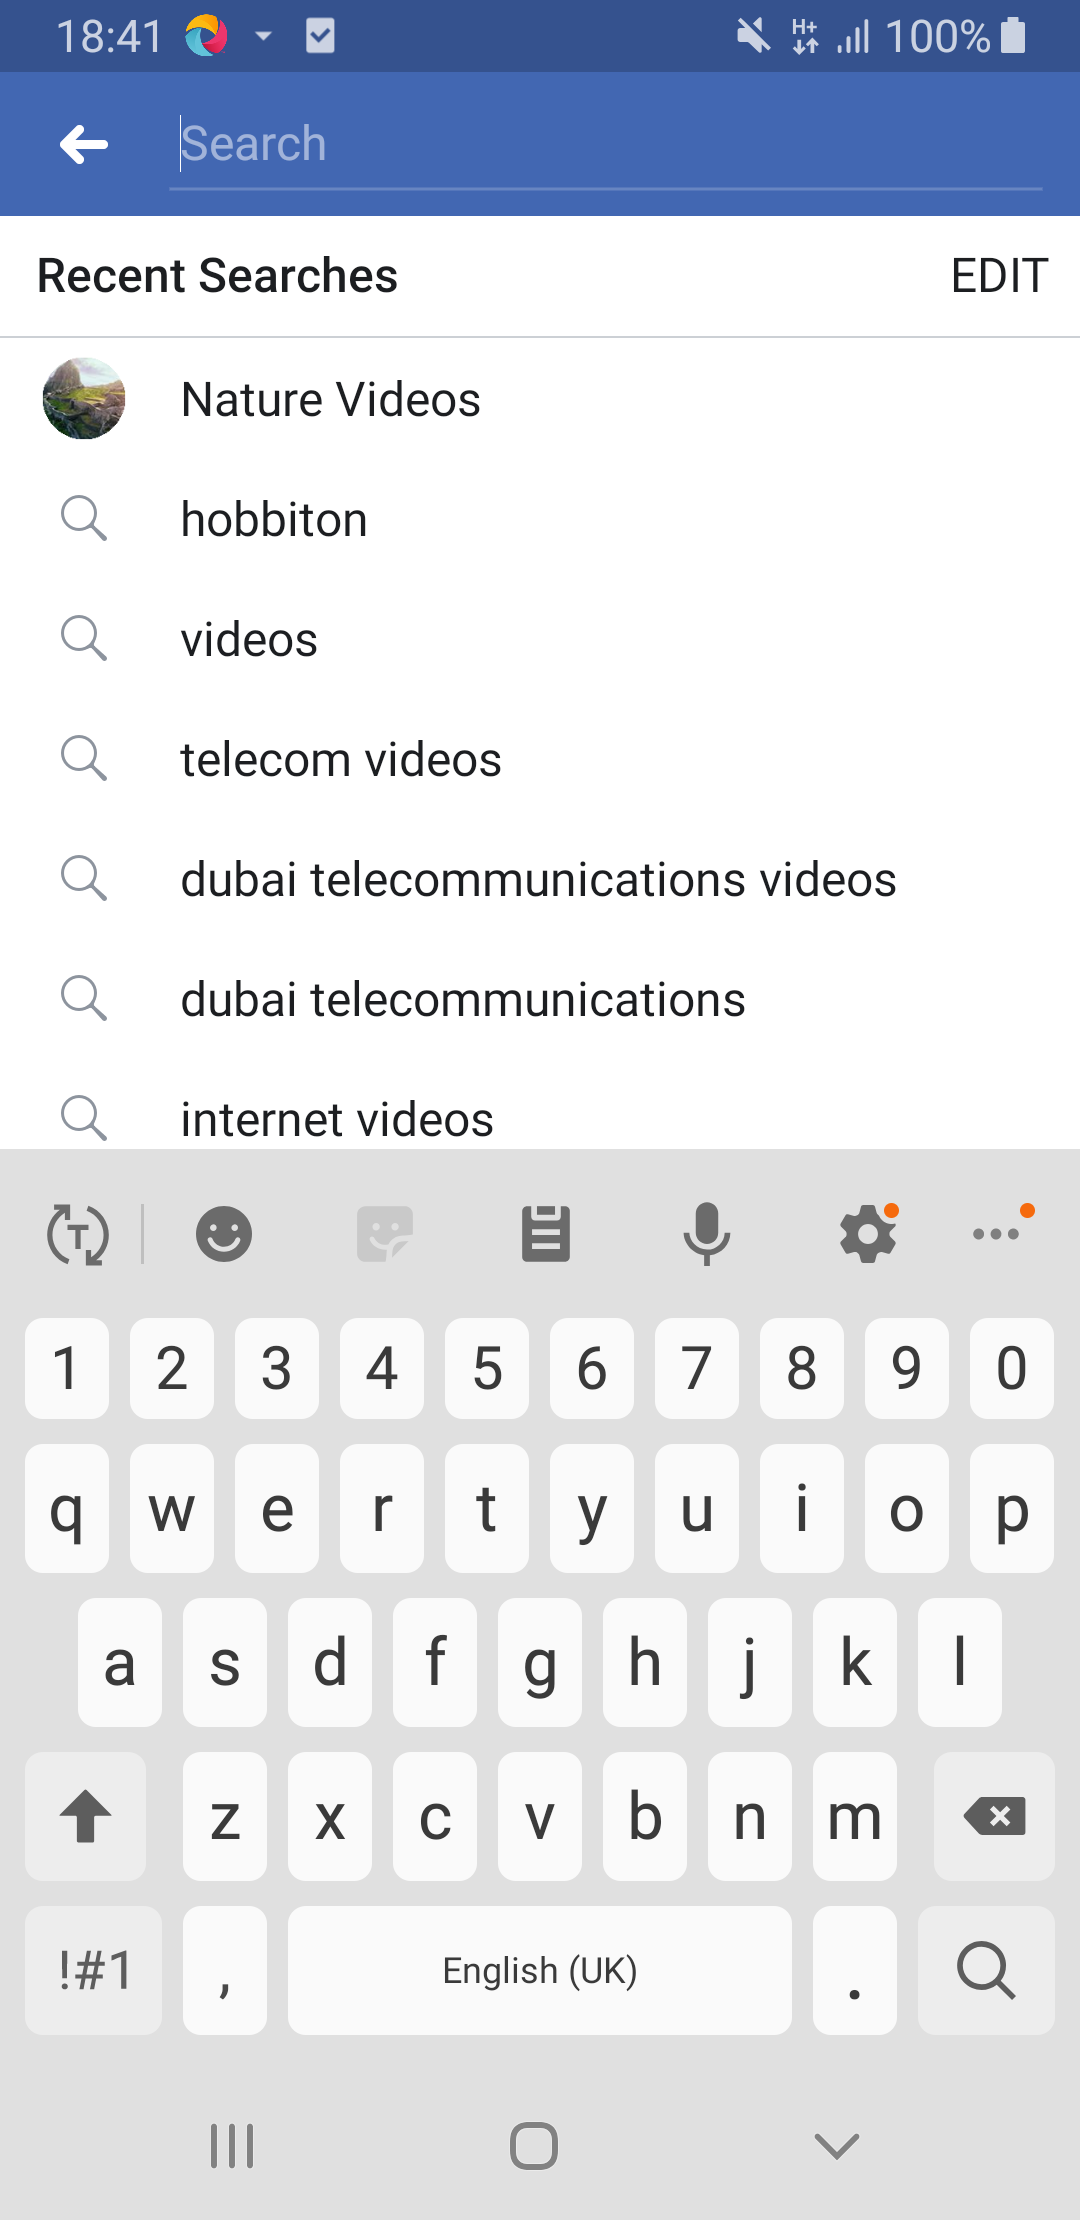 18:41 H+ 100%
Search
Recent Searches EDIT
Nature Videos
hobbiton
videos
telecom videos
dubai telecommunications videos
dubai telecommunications
internet videos
T
1 2 3 4 5 6 7 8 9 0
q w e r t y u i o p
a s d f g h j k l
z x c v b n m
!#1 , English (UK) .